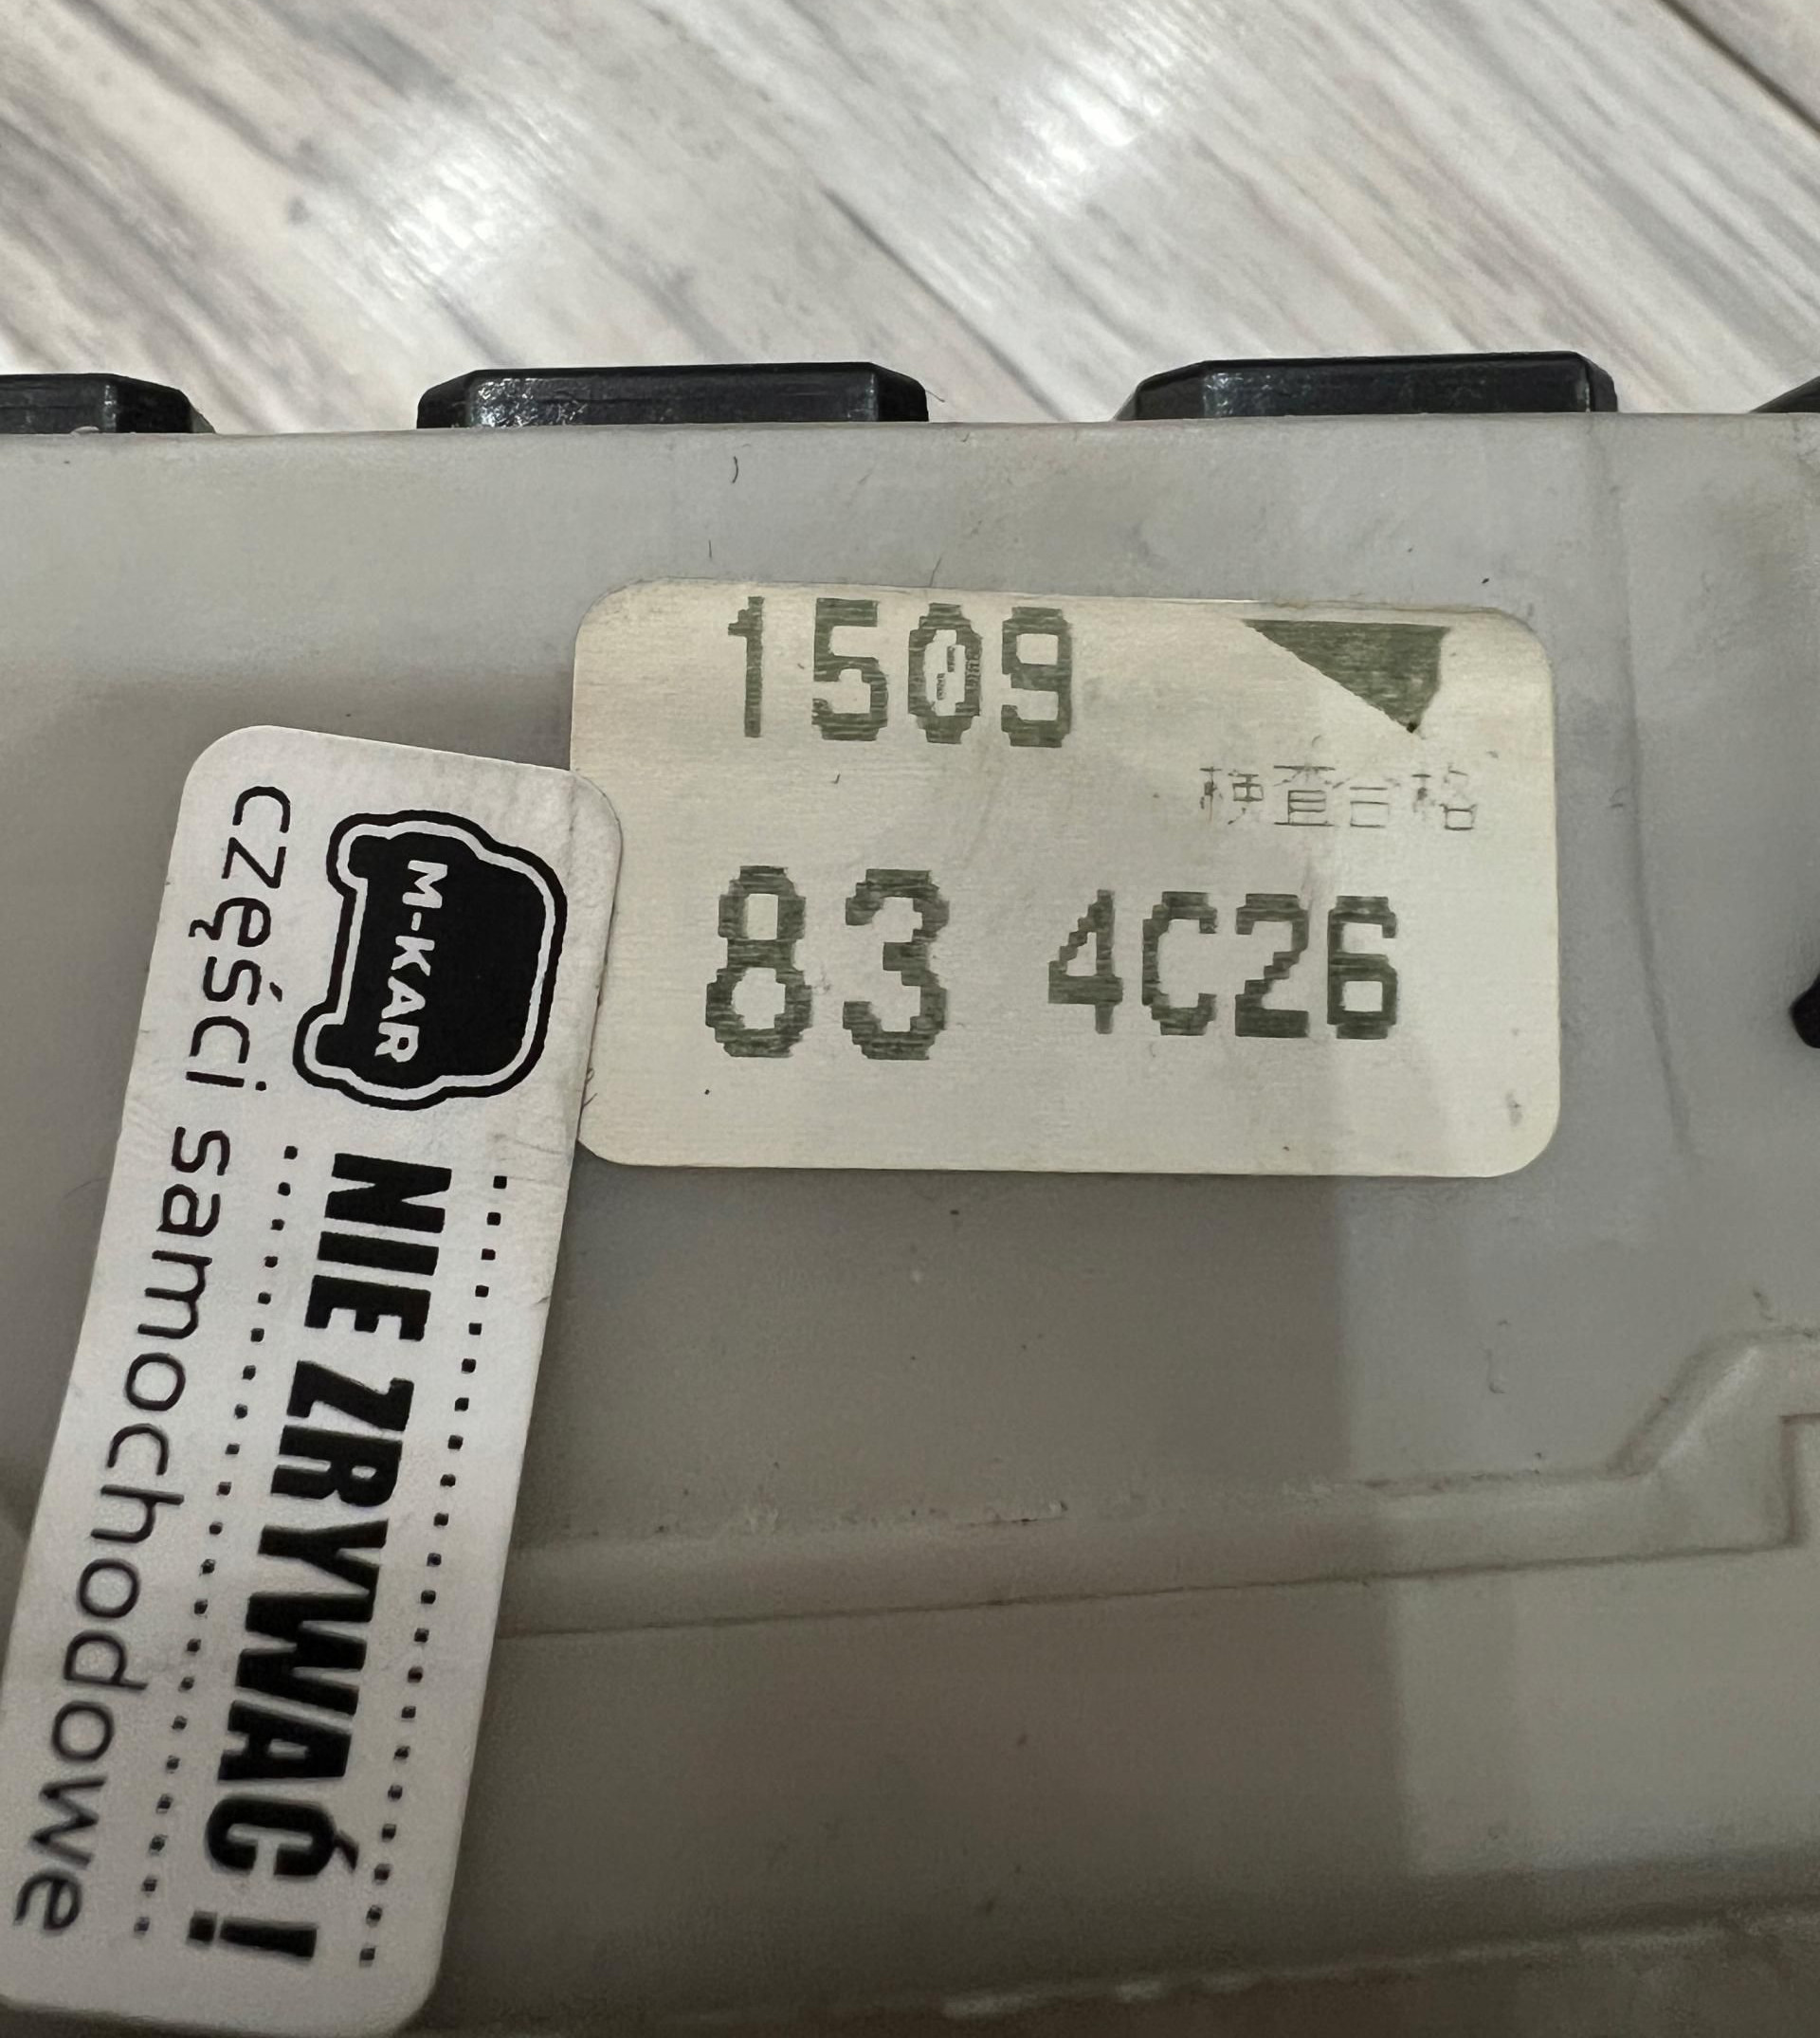 1509
検査合格
83 4C26
M-KAR
NIE ZRYWAĆ!
części samochodowe